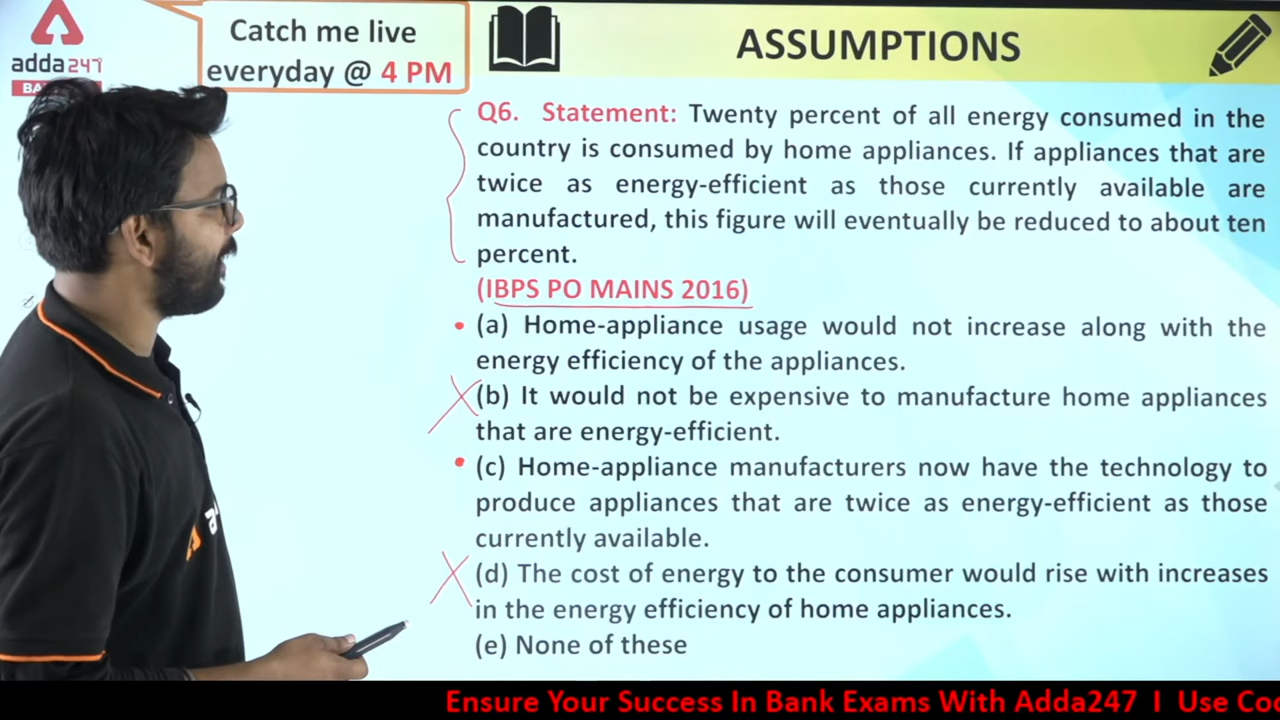 Catch me live
everyday @ 4 PM
adda247
BA
ASSUMPTIONS
Q6. Statement: Twenty percent of all energy consumed in the
country is consumed by home appliances. If appliances that are
twice as energy-efficient as those currently available are
manufactured, this figure will eventually be reduced to about ten
percent.
(IBPS PO MAINS 2016)
(a) Home-appliance usage would not increase along with the
energy efficiency of the appliances.
(b) It would not be expensive to manufacture home appliances
that are energy-efficient.
(c) Home-appliance manufacturers now have the technology to
produce appliances that are twice as energy-efficient as those
currently available.
(d) The cost of energy to the consumer would rise with increases
in the energy efficiency of home appliances.
(e) None of these
Ensure Your Success In Bank Exams With Adda247 I Use